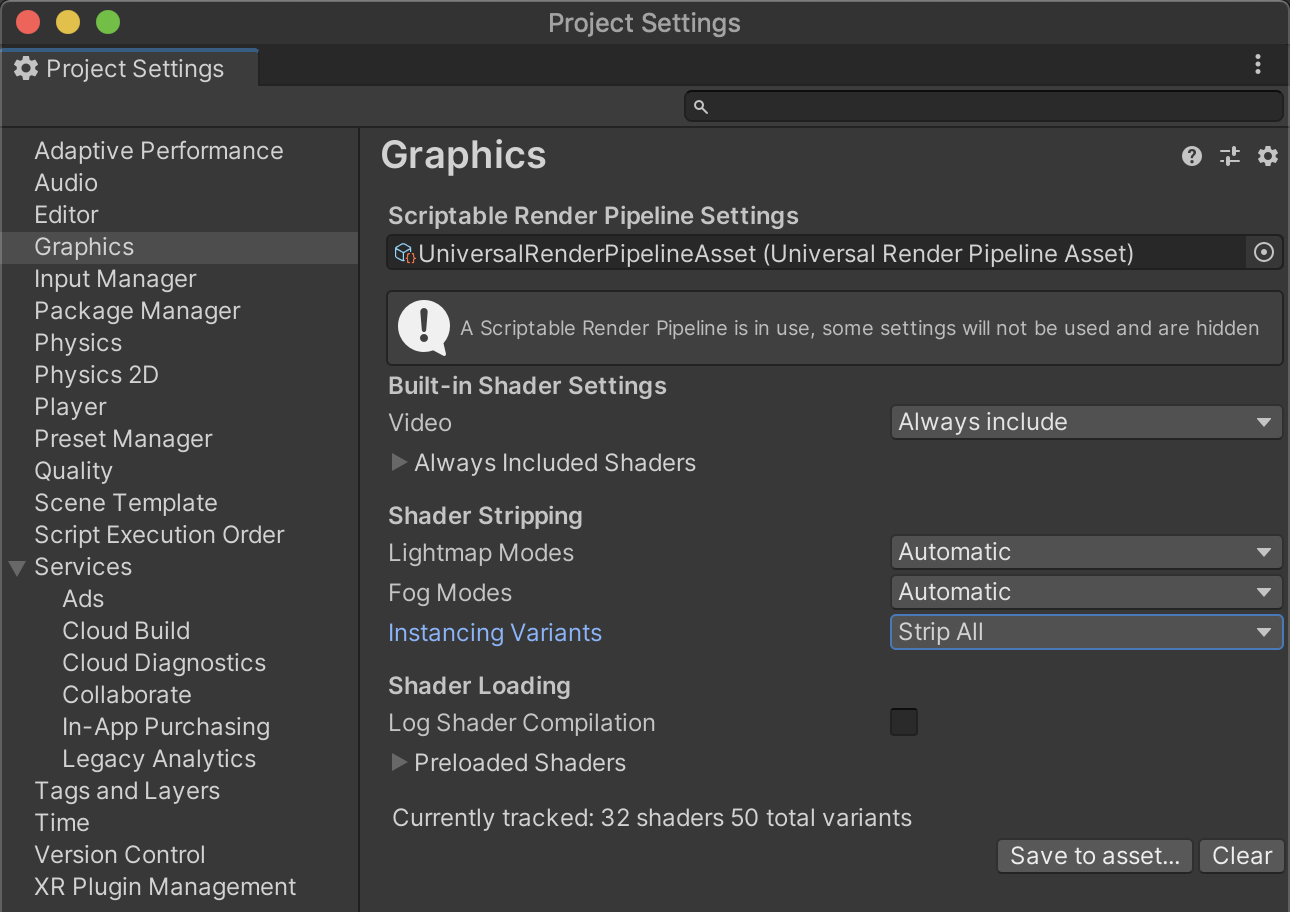 Project Settings
Project Settings
Adaptive Performance
Audio
Editor
Graphics
Input Manager
Package Manager
Physics
Physics 2D
Player
Preset Manager
Quality
Scene Template
Script Execution Order
Services
Ads
Cloud Build
Cloud Diagnostics
Collaborate
In-App Purchasing
Legacy Analytics
Tags and Layers
Time
Version Control
XR Plugin Management
Graphics
Scriptable Render Pipeline Settings
UniversalRenderPipelineAsset (Universal Render Pipeline Asset)
A Scriptable Render Pipeline is in use, some settings will not be used and are hidden
Built-in Shader Settings
Video Always include
Always Included Shaders
Shader Stripping
Lightmap Modes Automatic
Fog Modes Automatic
Instancing Variants Strip All
Shader Loading
Log Shader Compilation
Preloaded Shaders
Currently tracked: 32 shaders 50 total variants
Save to asset... Clear